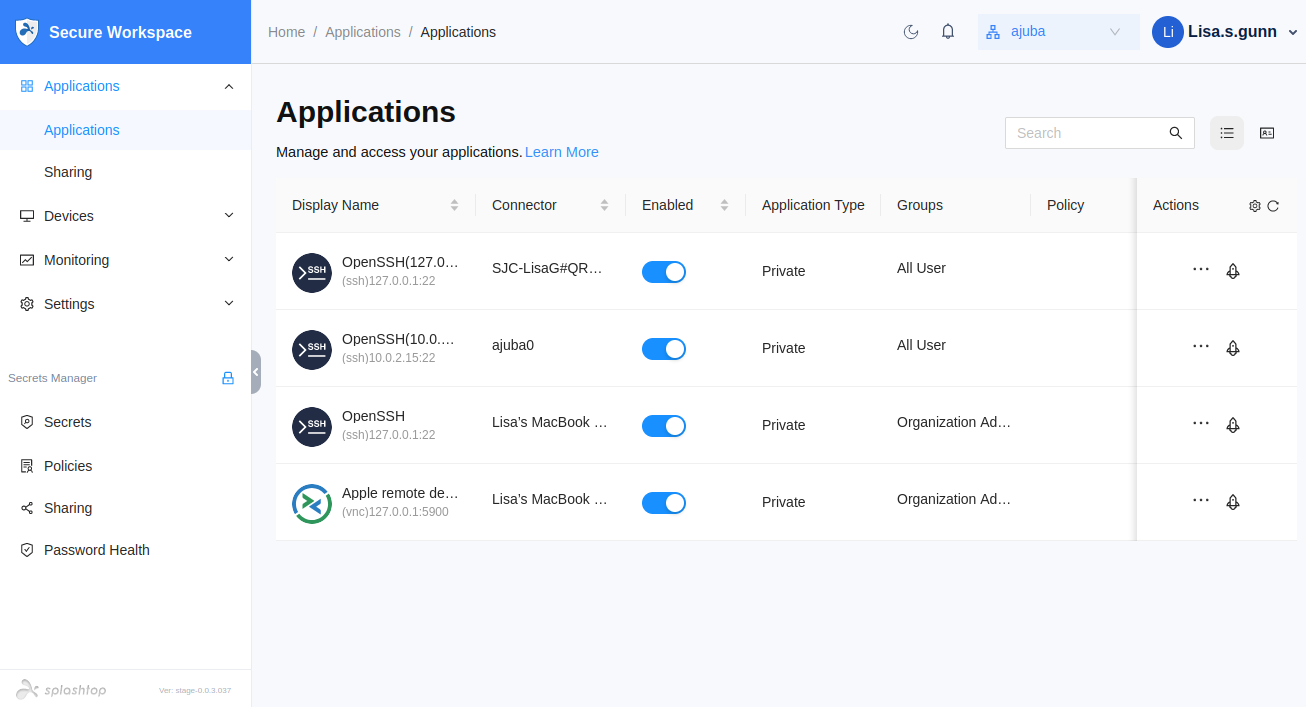 Secure Workspace
Home / Applications / Applications
ajuba
Li Lisa.s.gunn
Applications
Applications
Sharing
Devices
Monitoring
Settings
Secrets Manager
Secrets
Policies
Sharing
Password Health
splashtop
Ver: stage-0.0.3.037
Applications
Manage and access your applications. Learn More
Search
Display Name Connector Enabled Application Type Groups Policy Actions
SSH OpenSSH(127.0… SJC-LisaG#QR… Private All User
(ssh)127.0.0.1:22
SSH OpenSSH(10.0.… ajuba0 Private All User
(ssh)10.0.2.15:22
SSH OpenSSH Lisa’s MacBook … Private Organization Ad…
(ssh)127.0.0.1:22
Apple remote de… Lisa’s MacBook … Private Organization Ad…
(vnc)127.0.0.1:5900